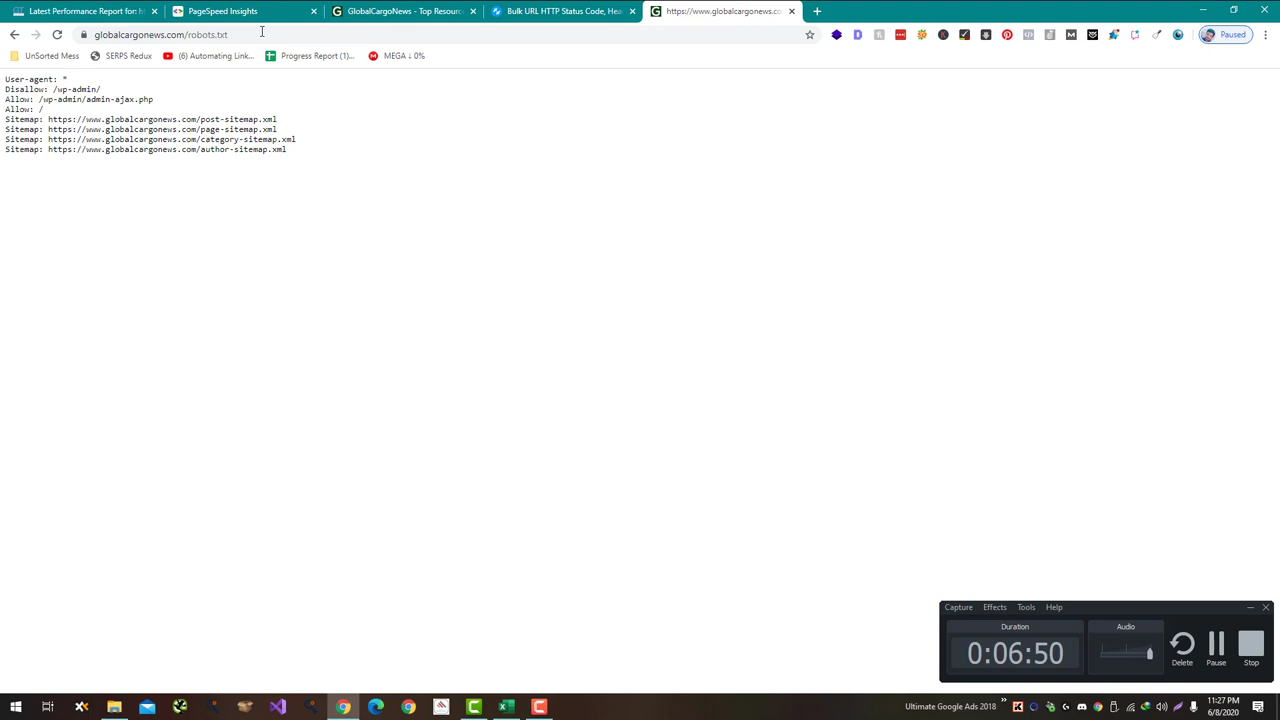 Latest Performance Report for: ht
PageSpeed Insights
GlobalCargoNews - Top Resourc
Bulk URL HTTP Status Code, Hea
https://www.globalcargonews.co
globalcargonews.com/robots.txt
Paused
UnSorted Mess
SERPS Redux
(6) Automating Link...
Progress Report (1)...
MEGA ↓ 0%
User-agent: *
Disallow: /wp-admin/
Allow: /wp-admin/admin-ajax.php
Allow: /
Sitemap: https://www.globalcargonews.com/post-sitemap.xml
Sitemap: https://www.globalcargonews.com/page-sitemap.xml
Sitemap: https://www.globalcargonews.com/category-sitemap.xml
Sitemap: https://www.globalcargonews.com/author-sitemap.xml
Capture Effects Tools Help
Duration
Audio
0:06:50
Delete
Pause
Stop
Ultimate Google Ads 2018
11:27 PM
6/8/2020